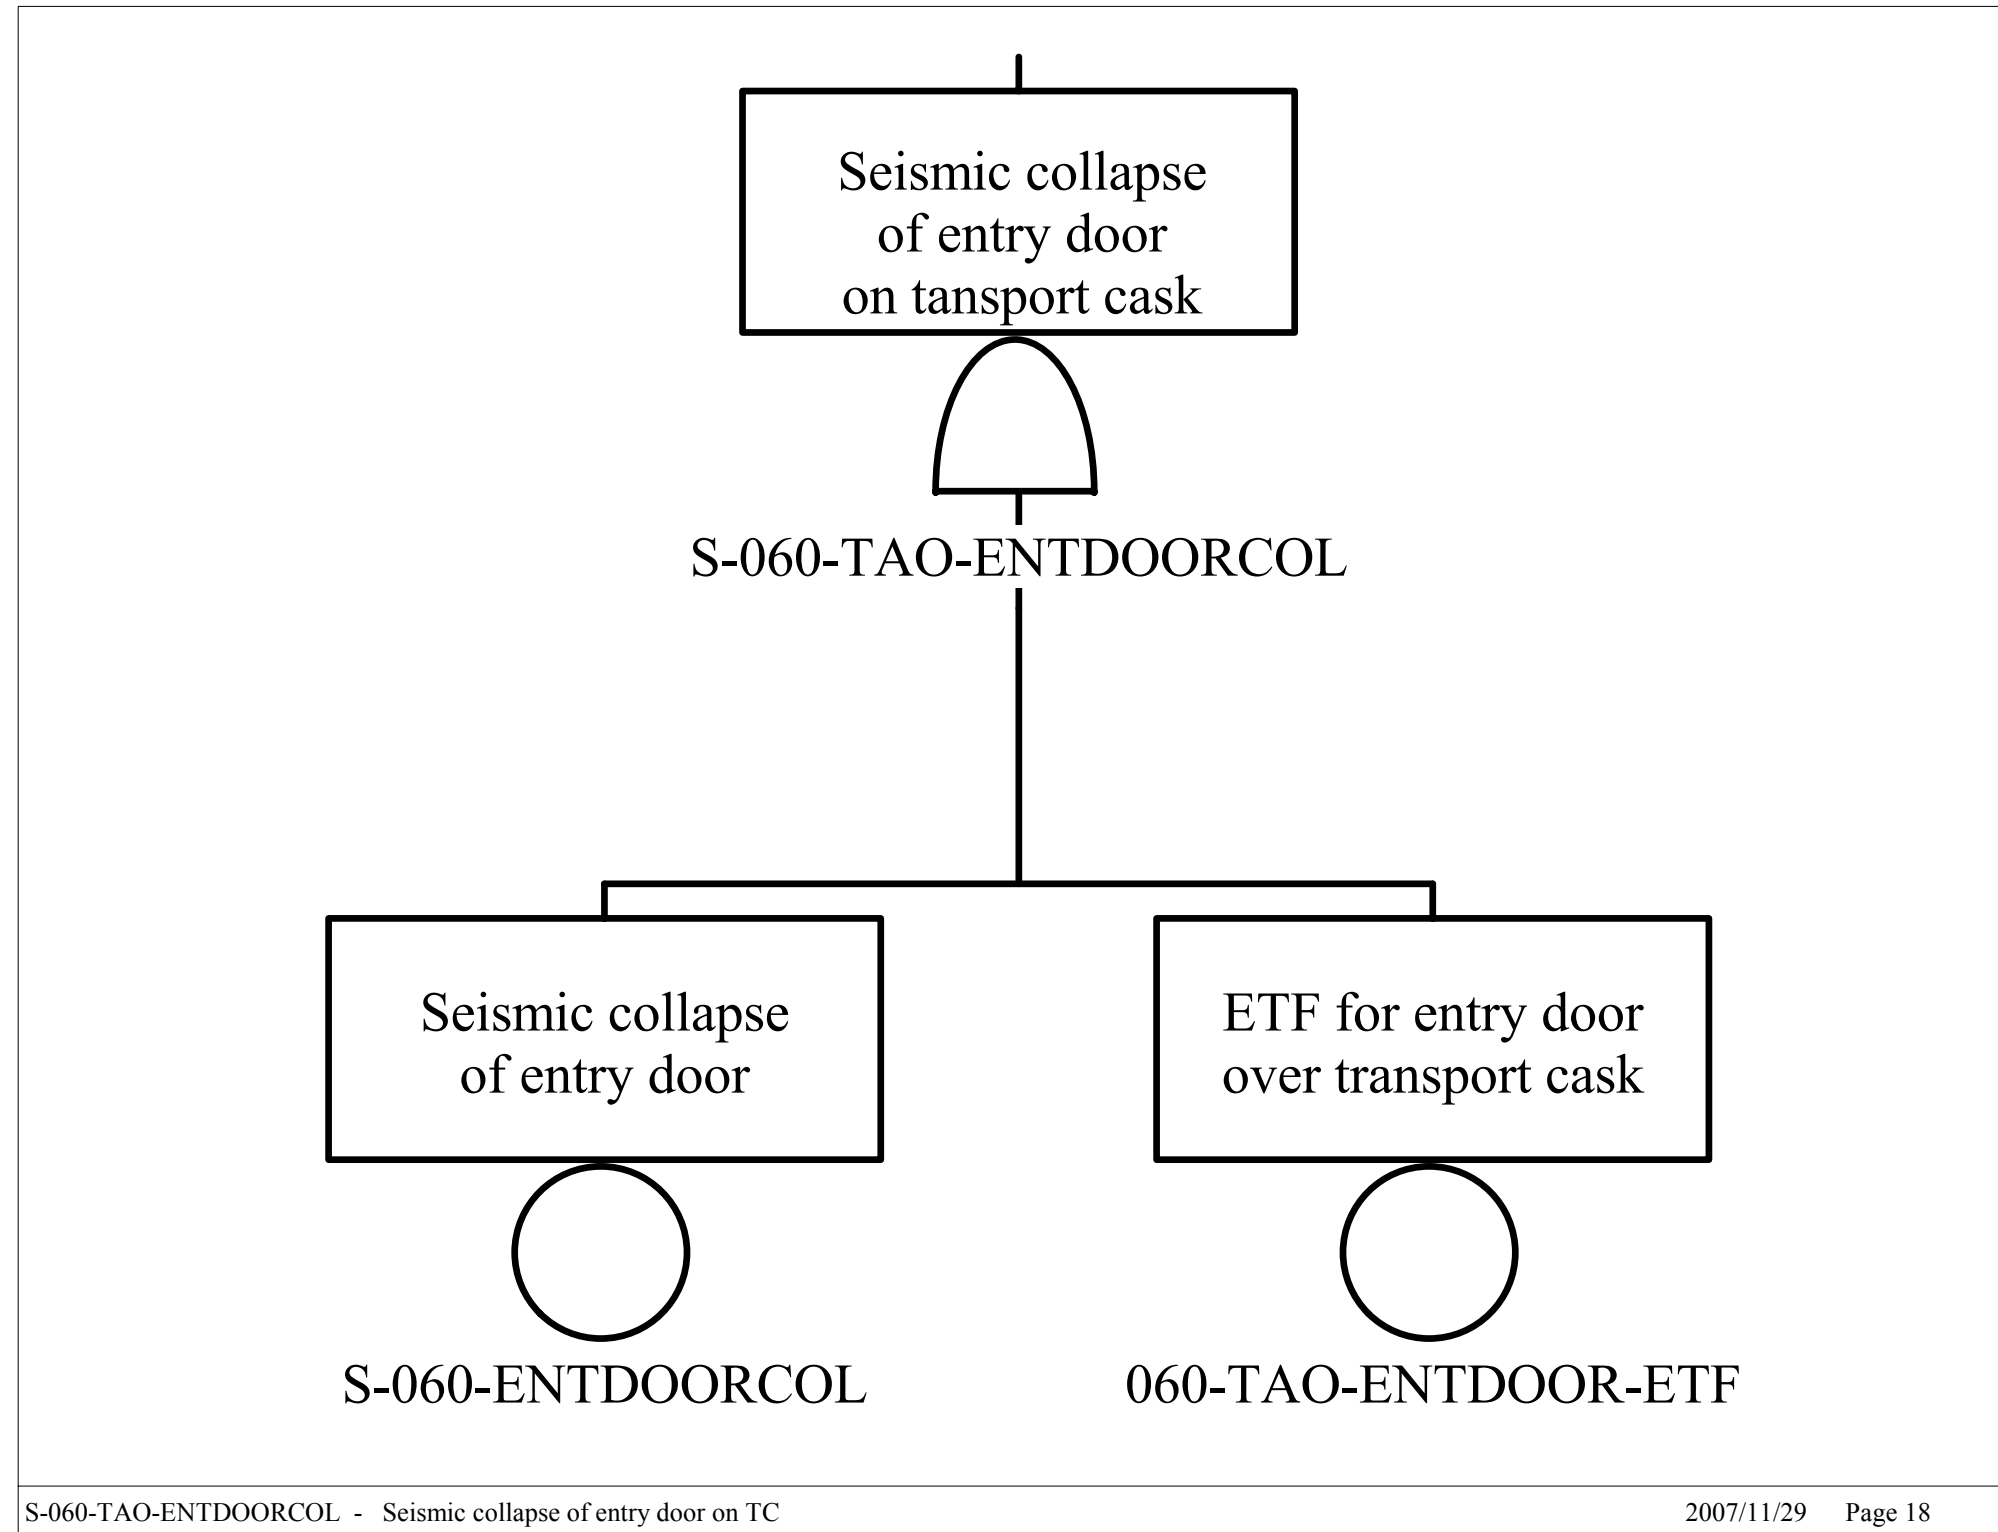 Seismic collapse
of entry door
on tansport cask
S-060-TAO-ENTDOORCOL
Seismic collapse
of entry door
ETF for entry door
over transport cask
S-060-ENTDOORCOL
060-TAO-ENTDOOR-ETF
S-060-TAO-ENTDOORCOL - Seismic collapse of entry door on TC
2007/11/29 Page 18